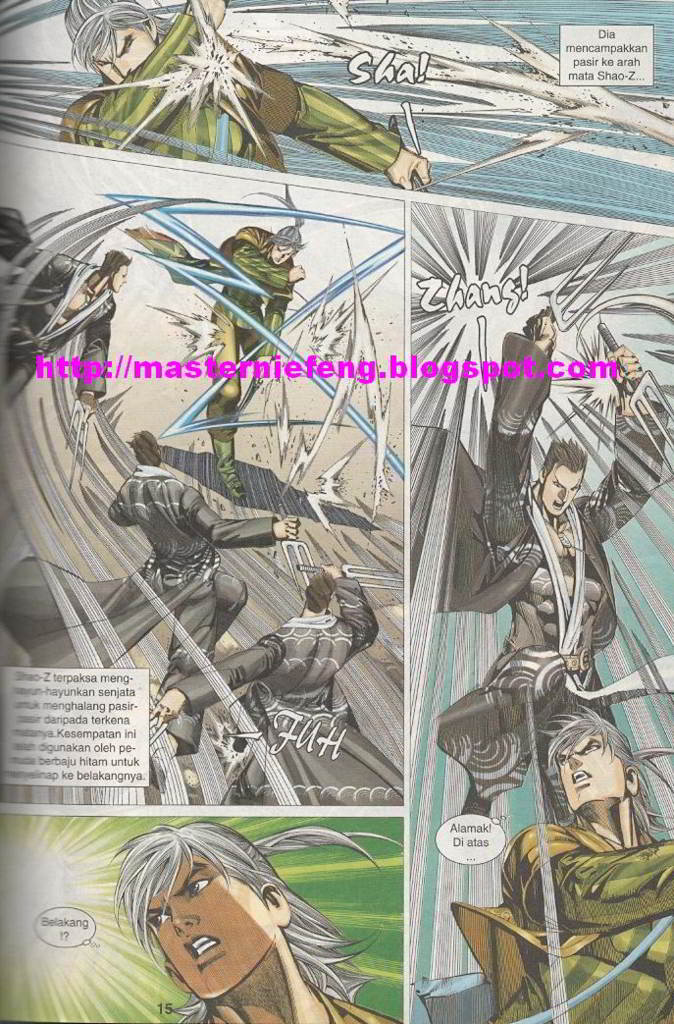 Dia
mencampakkan
pasir ke arah
mata Shao-Z...
Sha!
Zhang!
http://masterniefeng.blogspot.com
Shao-Z terpaksa meng-
hayun-hayunkan senjata
untuk menghalang pasir-
pasir daripada terkena
matanya.Kesempatan ini
telah digunakan oleh pe-
muda berbaju hitam untuk
menyelinap ke belakangnya.
FUH
Alamak!
Di atas
...
Belakang
!?
15